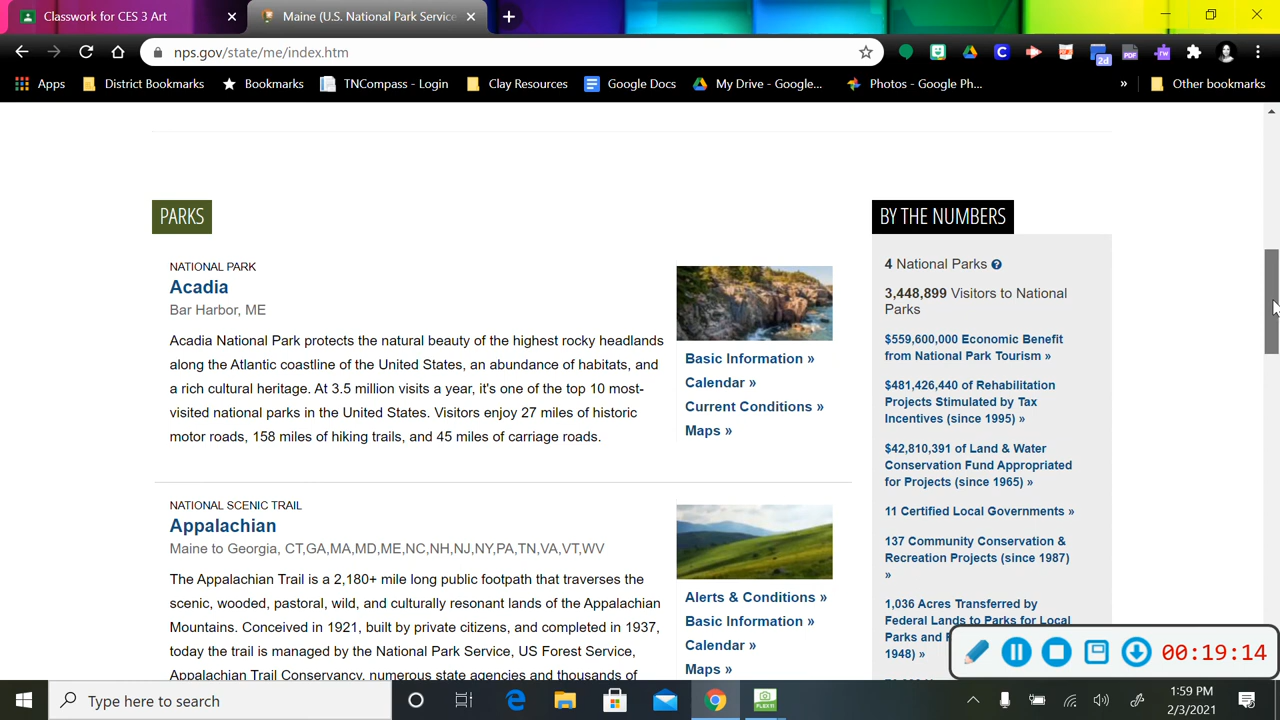 Classwork for CES 3 Art
Maine (U.S. National Park Service
nps.gov/state/me/index.htm
2d
PDF
rw
Apps
District Bookmarks
Bookmarks
TNCompass - Login
Clay Resources
Google Docs
My Drive - Google...
Photos - Google Ph...
»
Other bookmarks
PARKS
NATIONAL PARK
Acadia
Bar Harbor, ME
Acadia National Park protects the natural beauty of the highest rocky headlands
along the Atlantic coastline of the United States, an abundance of habitats, and
a rich cultural heritage. At 3.5 million visits a year, it's one of the top 10 most-
visited national parks in the United States. Visitors enjoy 27 miles of historic
motor roads, 158 miles of hiking trails, and 45 miles of carriage roads.
Basic Information »
Calendar »
Current Conditions »
Maps »
NATIONAL SCENIC TRAIL
Appalachian
Maine to Georgia, CT,GA,MA,MD,ME,NC,NH,NJ,NY,PA,TN,VA,VT,WV
The Appalachian Trail is a 2,180+ mile long public footpath that traverses the
scenic, wooded, pastoral, wild, and culturally resonant lands of the Appalachian
Mountains. Conceived in 1921, built by private citizens, and completed in 1937,
today the trail is managed by the National Park Service, US Forest Service,
Appalachian Trail Conservancy, numerous state agencies and thousands of
Alerts & Conditions »
Basic Information »
Calendar »
Maps »
BY THE NUMBERS
4 National Parks
3,448,899 Visitors to National
Parks
$559,600,000 Economic Benefit
from National Park Tourism »
$481,426,440 of Rehabilitation
Projects Stimulated by Tax
Incentives (since 1995) »
$42,810,391 of Land & Water
Conservation Fund Appropriated
for Projects (since 1965) »
11 Certified Local Governments »
137 Community Conservation &
Recreation Projects (since 1987)
»
1,036 Acres Transferred by
Federal Lands to Parks for Local
Parks and
1948) »
00:19:14
Type here to search
1:59 PM
2/3/2021